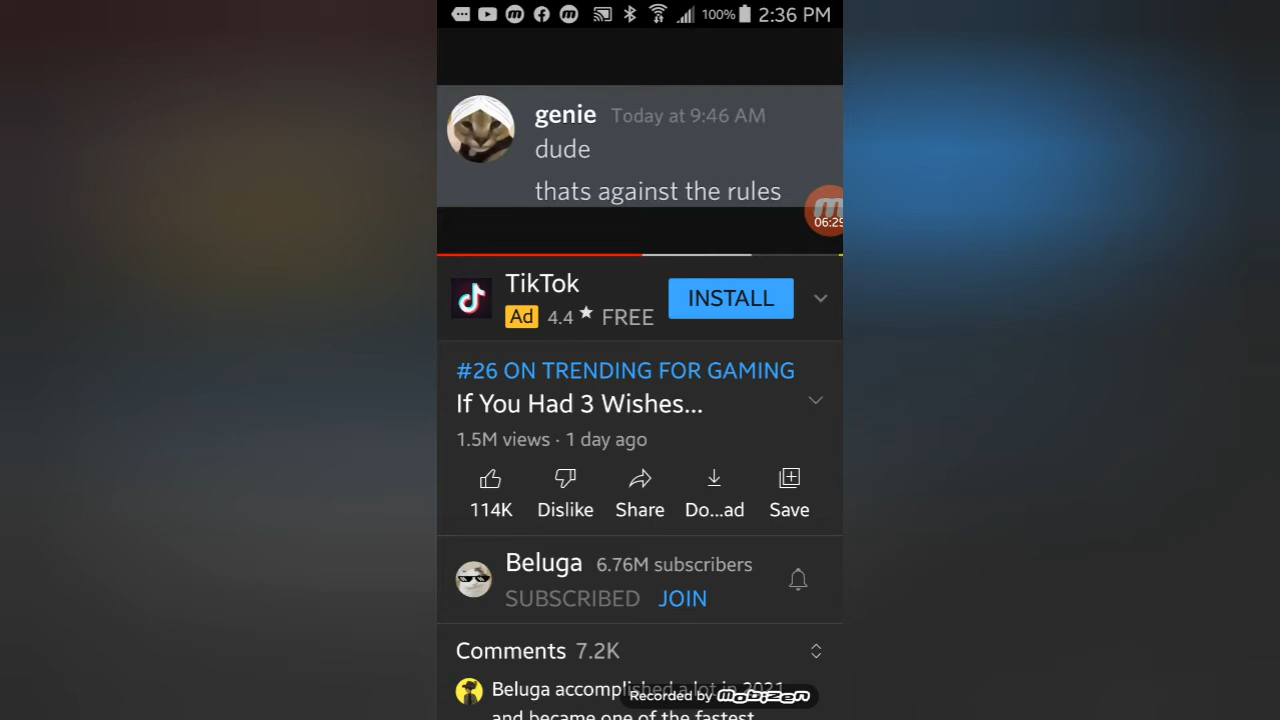 100% 2:36 PM
genie Today at 9:46 AM
dude
thats against the rules
06:29
TikTok
Ad 4.4 ★ FREE
INSTALL
#26 ON TRENDING FOR GAMING
If You Had 3 Wishes...
1.5M views · 1 day ago
114K Dislike Share Do...ad Save
Beluga 6.76M subscribers
SUBSCRIBED JOIN
Comments 7.2K
Beluga accomplished a lot in 2021
Recorded by mobizen
and became one of the fastest